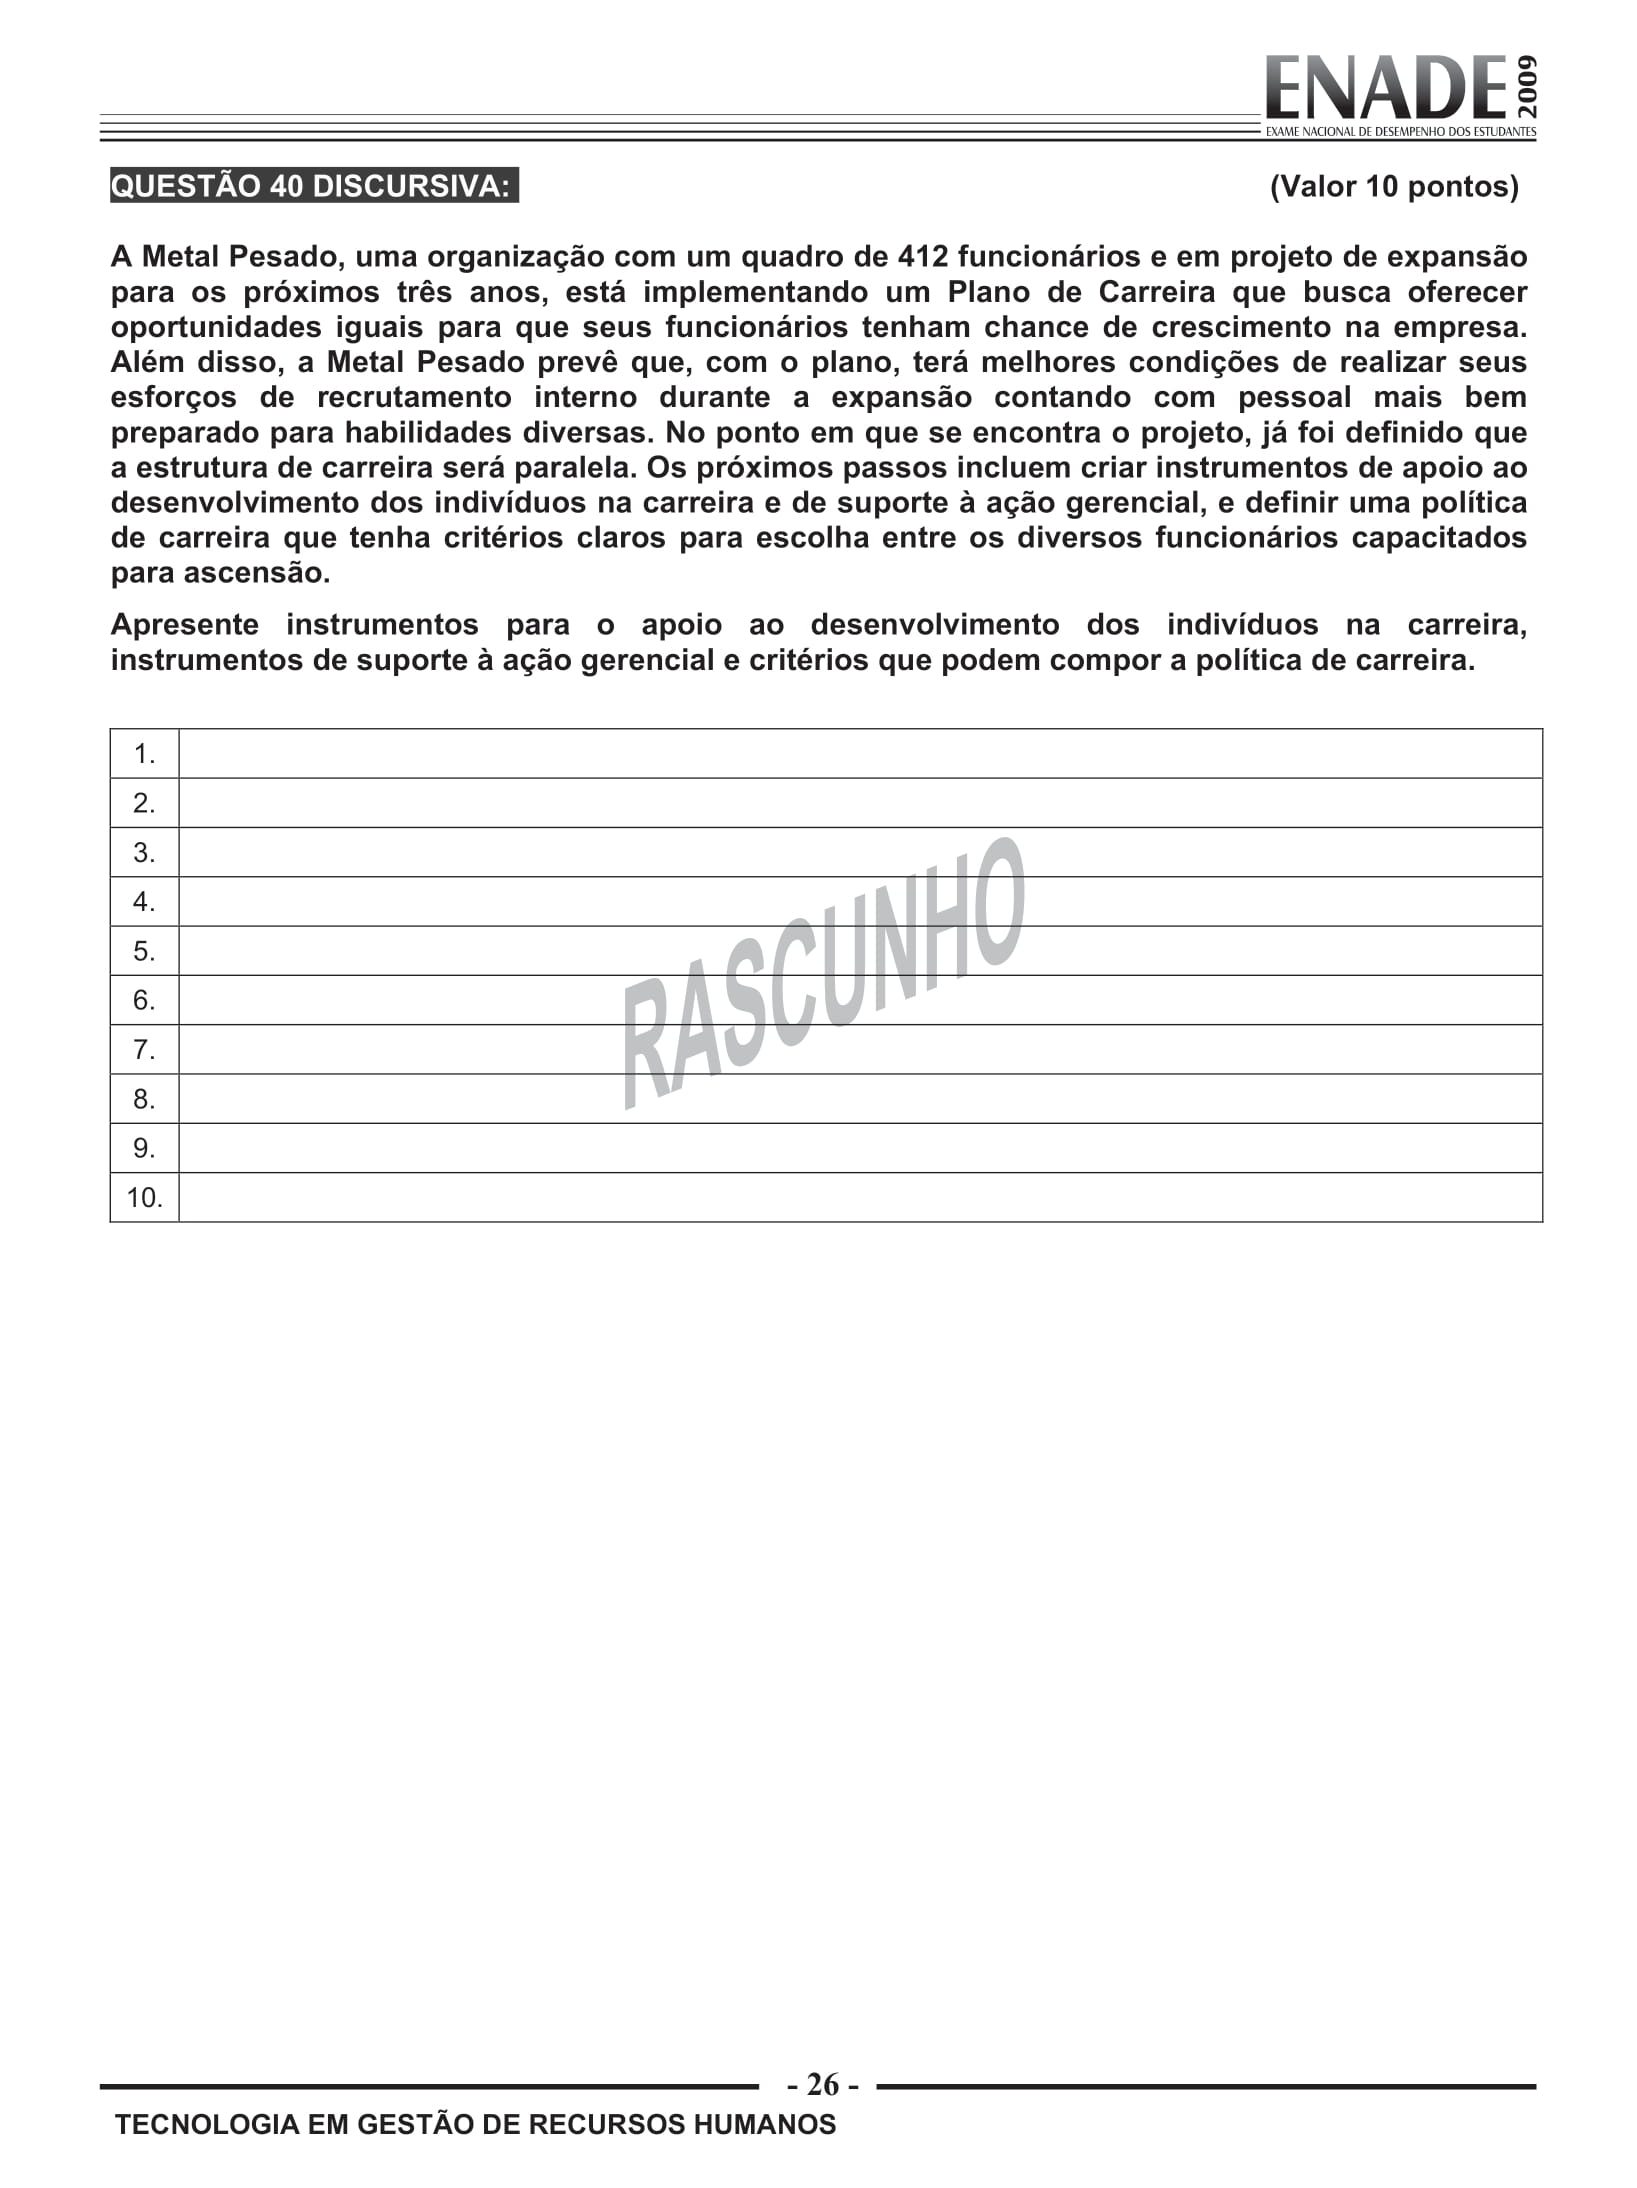 ENADE 2009
EXAME NACIONAL DE DESEMPENHO DOS ESTUDANTES
QUESTÃO 40 DISCURSIVA: (Valor 10 pontos)
A Metal Pesado, uma organização com um quadro de 412 funcionários e em projeto de expansão
para os próximos três anos, está implementando um Plano de Carreira que busca oferecer
oportunidades iguais para que seus funcionários tenham chance de crescimento na empresa.
Além disso, a Metal Pesado prevê que, com o plano, terá melhores condições de realizar seus
esforços de recrutamento interno durante a expansão contando com pessoal mais bem
preparado para habilidades diversas. No ponto em que se encontra o projeto, já foi definido que
a estrutura de carreira será paralela. Os próximos passos incluem criar instrumentos de apoio ao
desenvolvimento dos indivíduos na carreira e de suporte à ação gerencial, e definir uma política
de carreira que tenha critérios claros para escolha entre os diversos funcionários capacitados
para ascensão.
Apresente instrumentos para o apoio ao desenvolvimento dos indivíduos na carreira,
instrumentos de suporte à ação gerencial e critérios que podem compor a política de carreira.
1.
2.
3.
4.
5.
6.
7.
8.
9.
10.
RASCUNHO
- 26 -
TECNOLOGIA EM GESTÃO DE RECURSOS HUMANOS